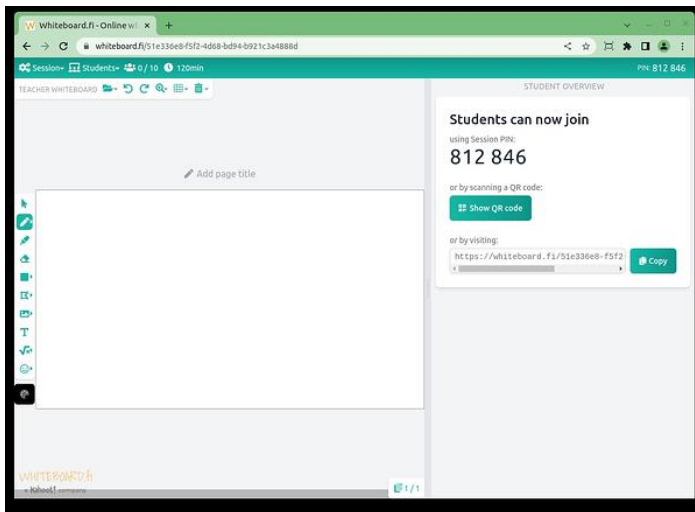 Whiteboard.fi - Online w
whiteboard.fi/51e336e8-f5f2-4d68-bd94-b921c3a4888d
Session Students 0 / 10 120min PIN: 812 846
TEACHER WHITEBOARD
STUDENT OVERVIEW
Students can now join
using Session PIN:
812 846
Add page title
or by scanning a QR code:
Show QR code
or by visiting:
https://whiteboard.fi/51e336e8-f5f2
Copy
T
WHITEBOARD.fi
a Kahoot! company
1 / 1